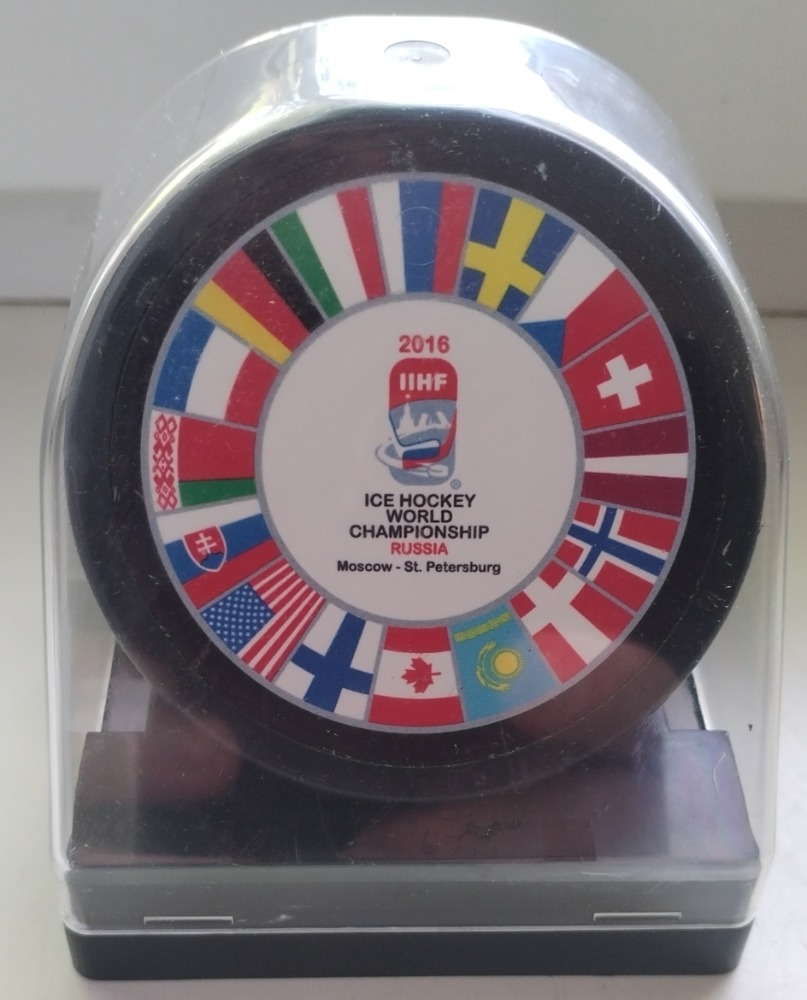 2016
IIHF
®
ICE HOCKEY
WORLD
CHAMPIONSHIP
RUSSIA
Moscow - St. Petersburg